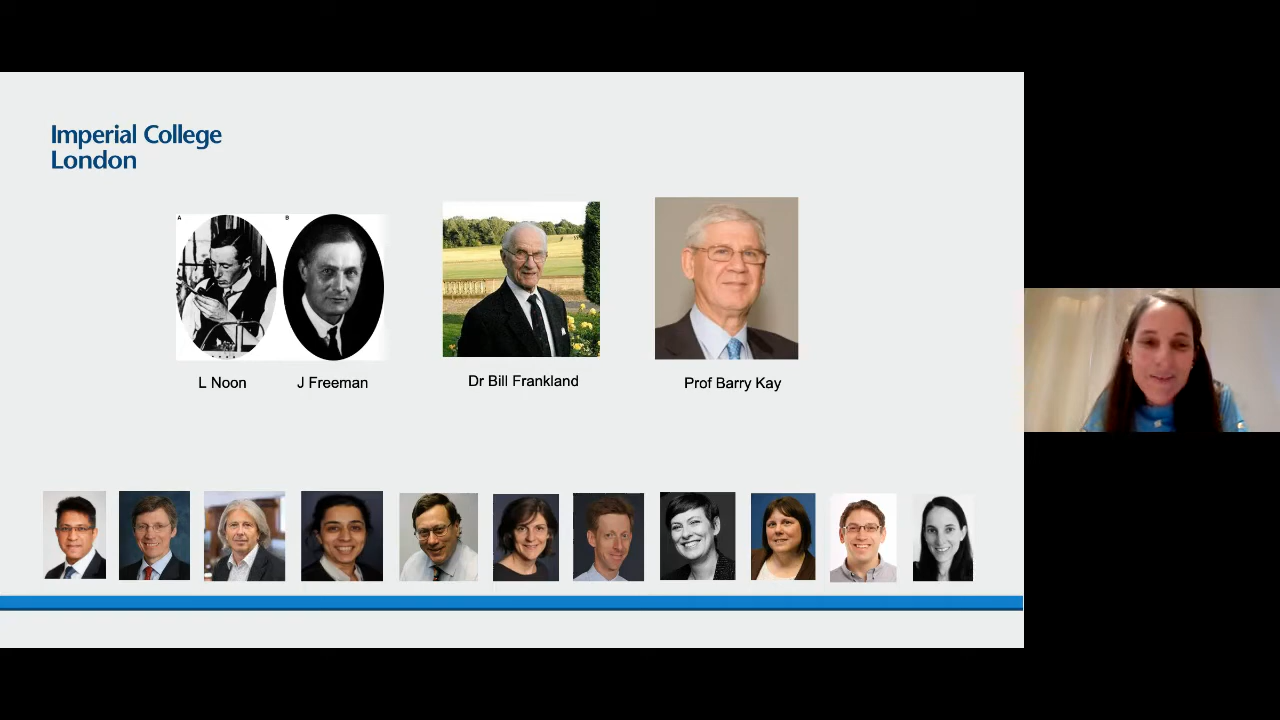 Imperial College
London
A
B
L Noon
J Freeman
Dr Bill Frankland
Prof Barry Kay